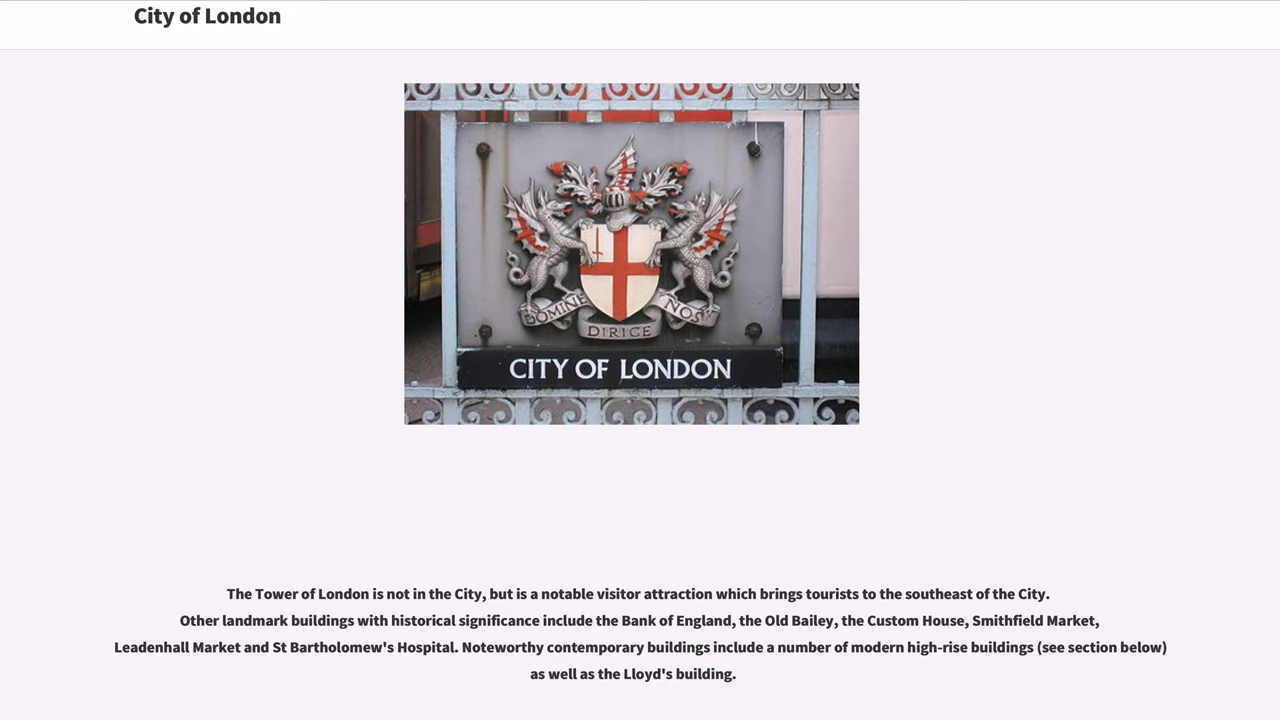 City of London
DOMINE NOS
DIRIGE
CITY OF LONDON
The Tower of London is not in the City, but is a notable visitor attraction which brings tourists to the southeast of the City.
Other landmark buildings with historical significance include the Bank of England, the Old Bailey, the Custom House, Smithfield Market,
Leadenhall Market and St Bartholomew's Hospital. Noteworthy contemporary buildings include a number of modern high-rise buildings (see section below)
as well as the Lloyd's building.